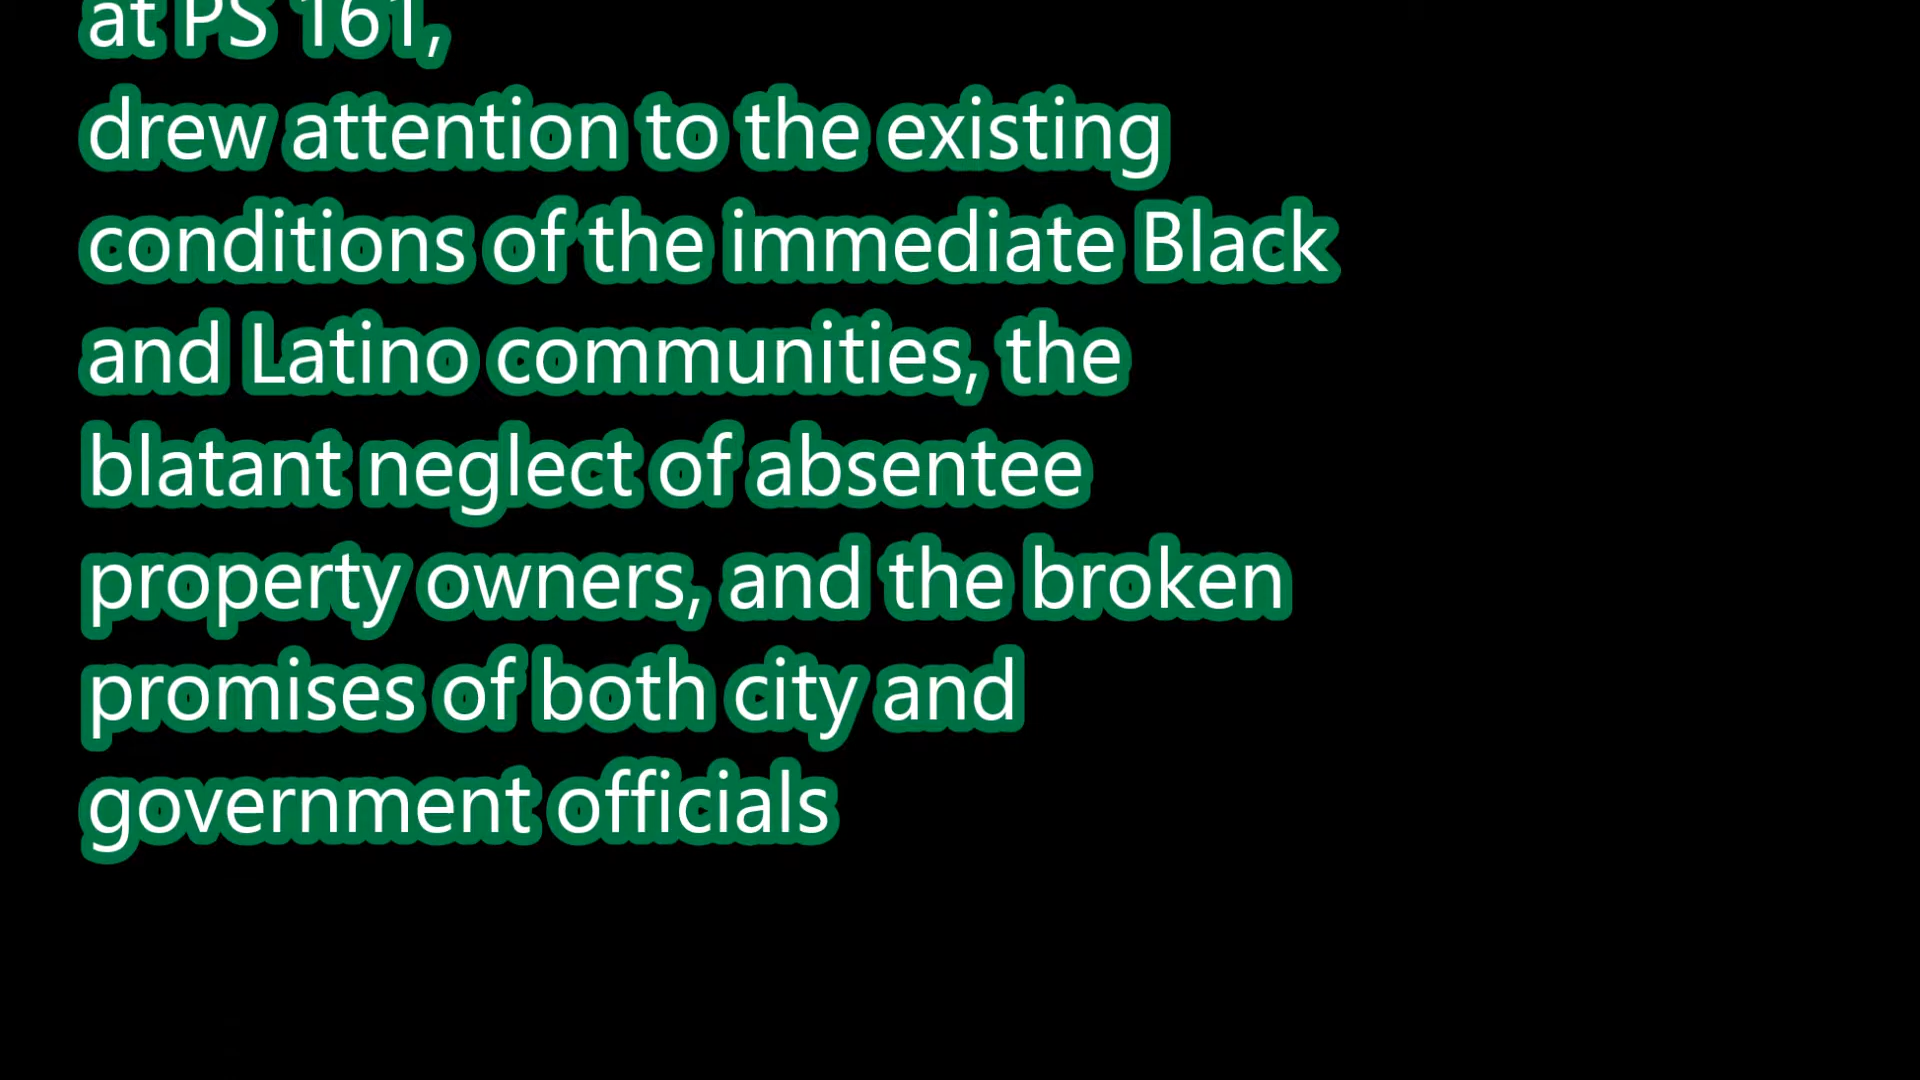 at PS 161,
drew attention to the existing
conditions of the immediate Black
and Latino communities, the
blatant neglect of absentee
property owners, and the broken
promises of both city and
government officials